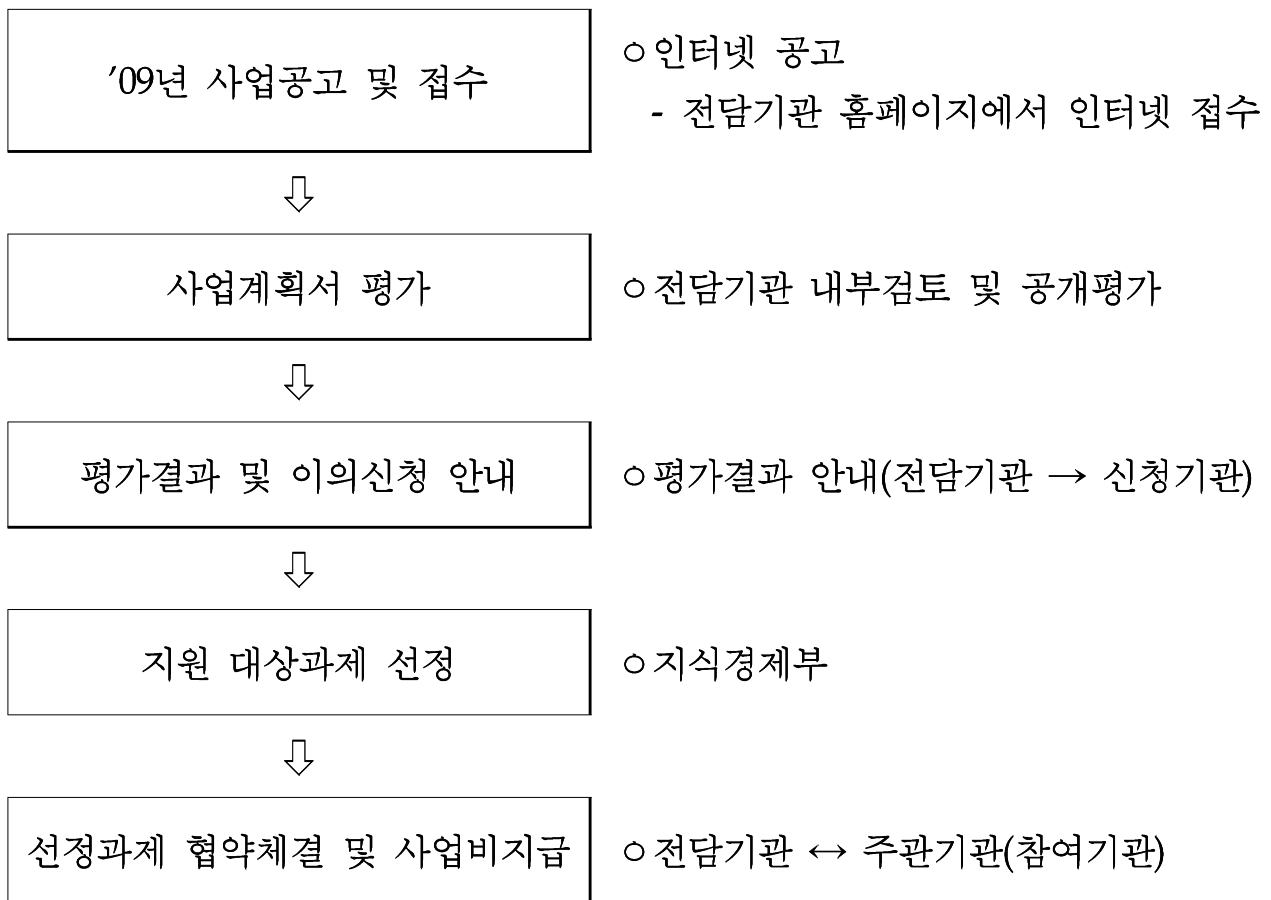 '09년 사업공고 및 접수
○인터넷 공고
- 전담기관 홈페이지에서 인터넷 접수
⇩
사업계획서 평가
○전담기관 내부검토 및 공개평가
⇩
평가결과 및 이의신청 안내
○평가결과 안내(전담기관 → 신청기관)
⇩
지원 대상과제 선정
○지식경제부
⇩
선정과제 협약체결 및 사업비지급
○전담기관 ↔ 주관기관(참여기관)